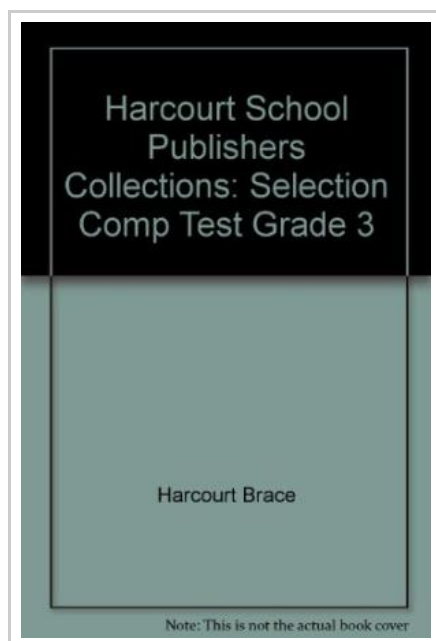 Harcourt School
Publishers
Collections: Selection
Comp Test Grade 3
Harcourt Brace
Note: This is not the actual book cover